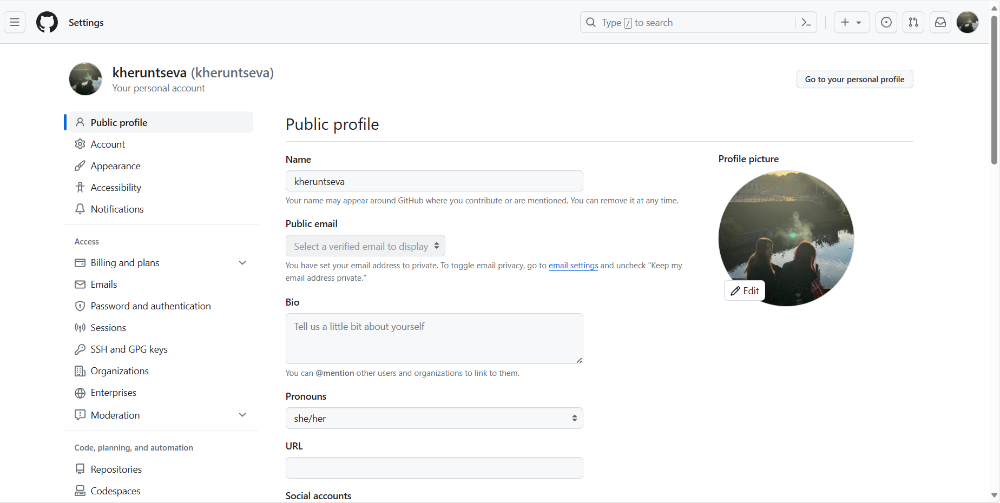 Settings
Type / to search
kheruntseva (kheruntseva)
Your personal account
Go to your personal profile
Public profile
Account
Appearance
Accessibility
Notifications
Access
Billing and plans
Emails
Password and authentication
Sessions
SSH and GPG keys
Organizations
Enterprises
Moderation
Code, planning, and automation
Repositories
Codespaces
Public profile
Name
kheruntseva
Your name may appear around GitHub where you contribute or are mentioned. You can remove it at any time.
Public email
Select a verified email to display
You have set your email address to private. To toggle email privacy, go to email settings and uncheck "Keep my
email address private."
Bio
Tell us a little bit about yourself
You can @mention other users and organizations to link to them.
Pronouns
she/her
URL
Social accounts
Profile picture
Edit